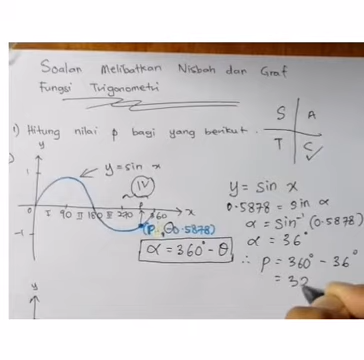 Soalan Melibatkan Nisbah dan Graf
Fungsi Trigonometri
1) Hitung nilai p bagi yang berikut.
S A
T C
y
1
y = sin x
IV
0 I 90 II 180 III 270 P 360 x
-1
(P, -0.5878)
α = 360° - θ
y = sin x
0.5878 = sin α
α = sin⁻¹ (0.5878)
α = 36°
∴ P = 360° - 36°
= 32
y